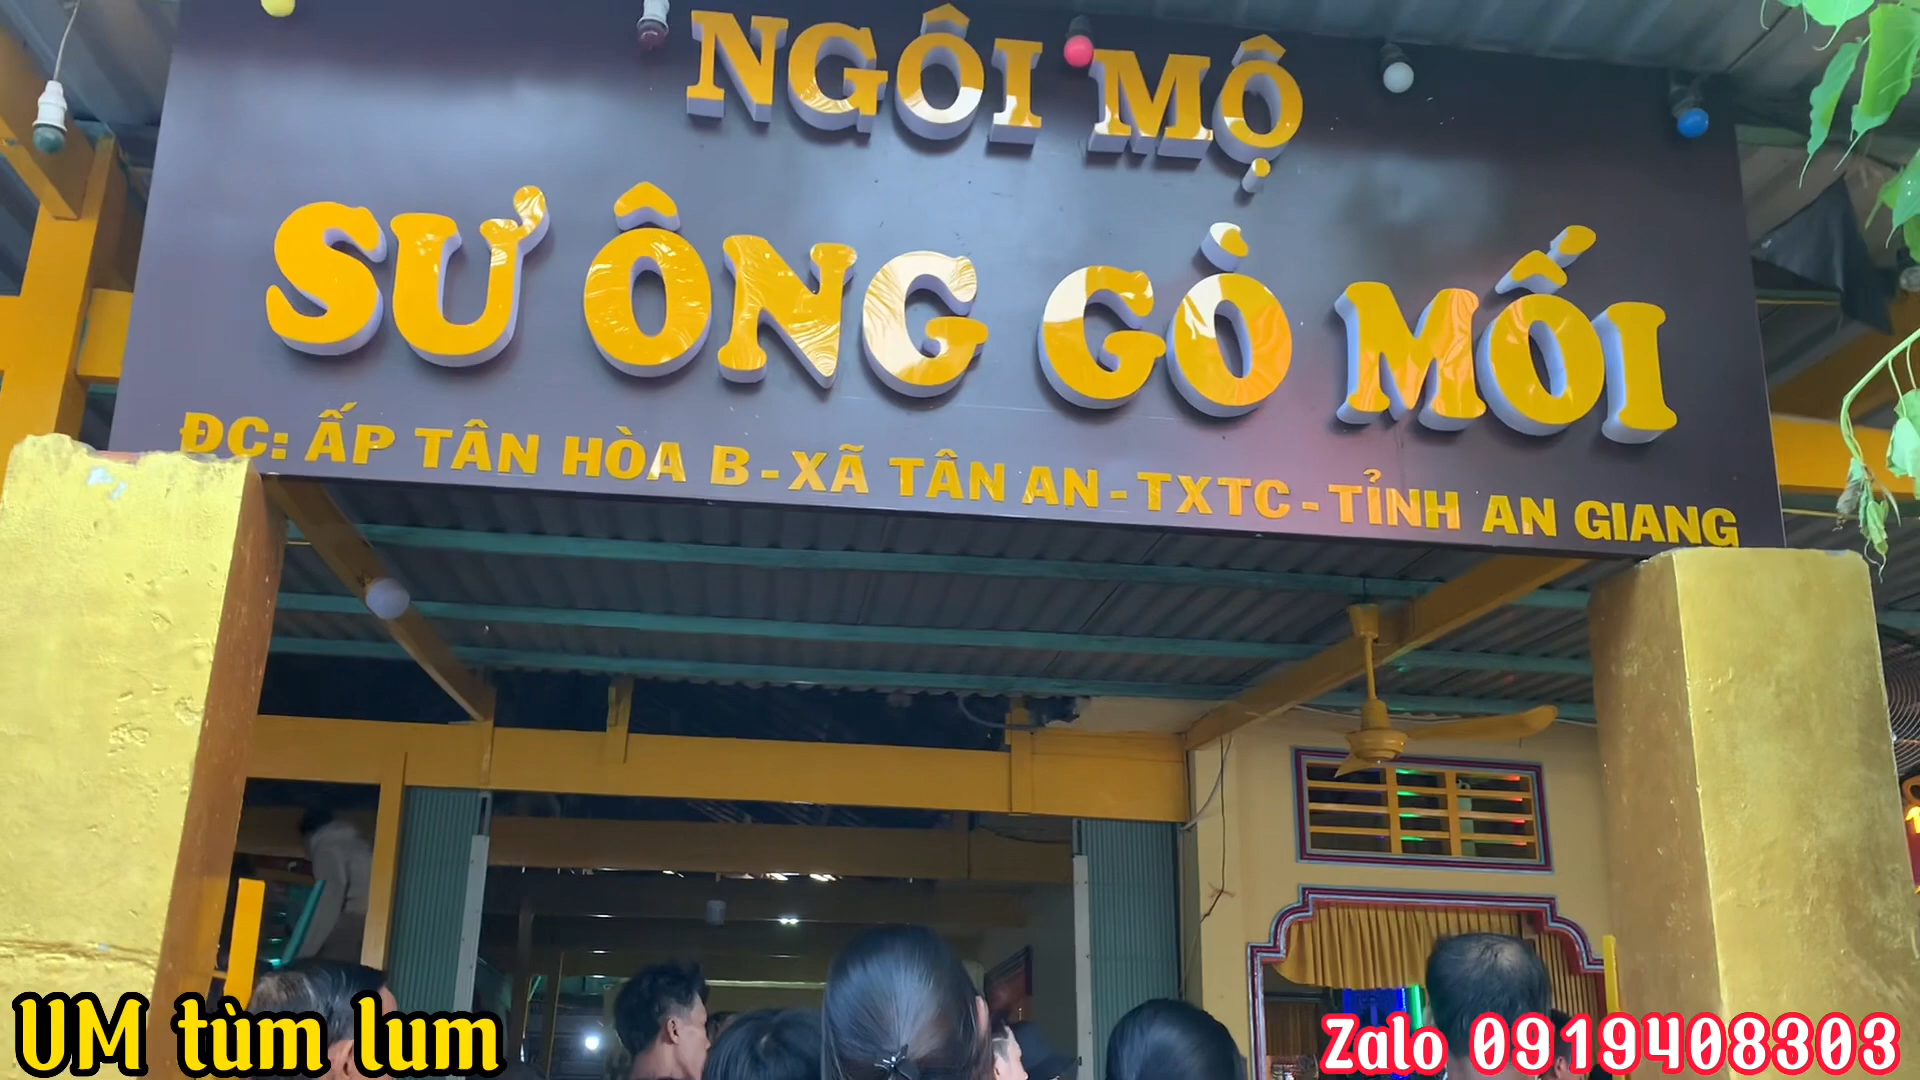 NGÔI MỘ
SƯ ÔNG GÒ MỐI
ĐC: ẤP TÂN HÒA B - XÃ TÂN AN - TXTC - TỈNH AN GIANG
UM tùm lum
Zalo 0919408303